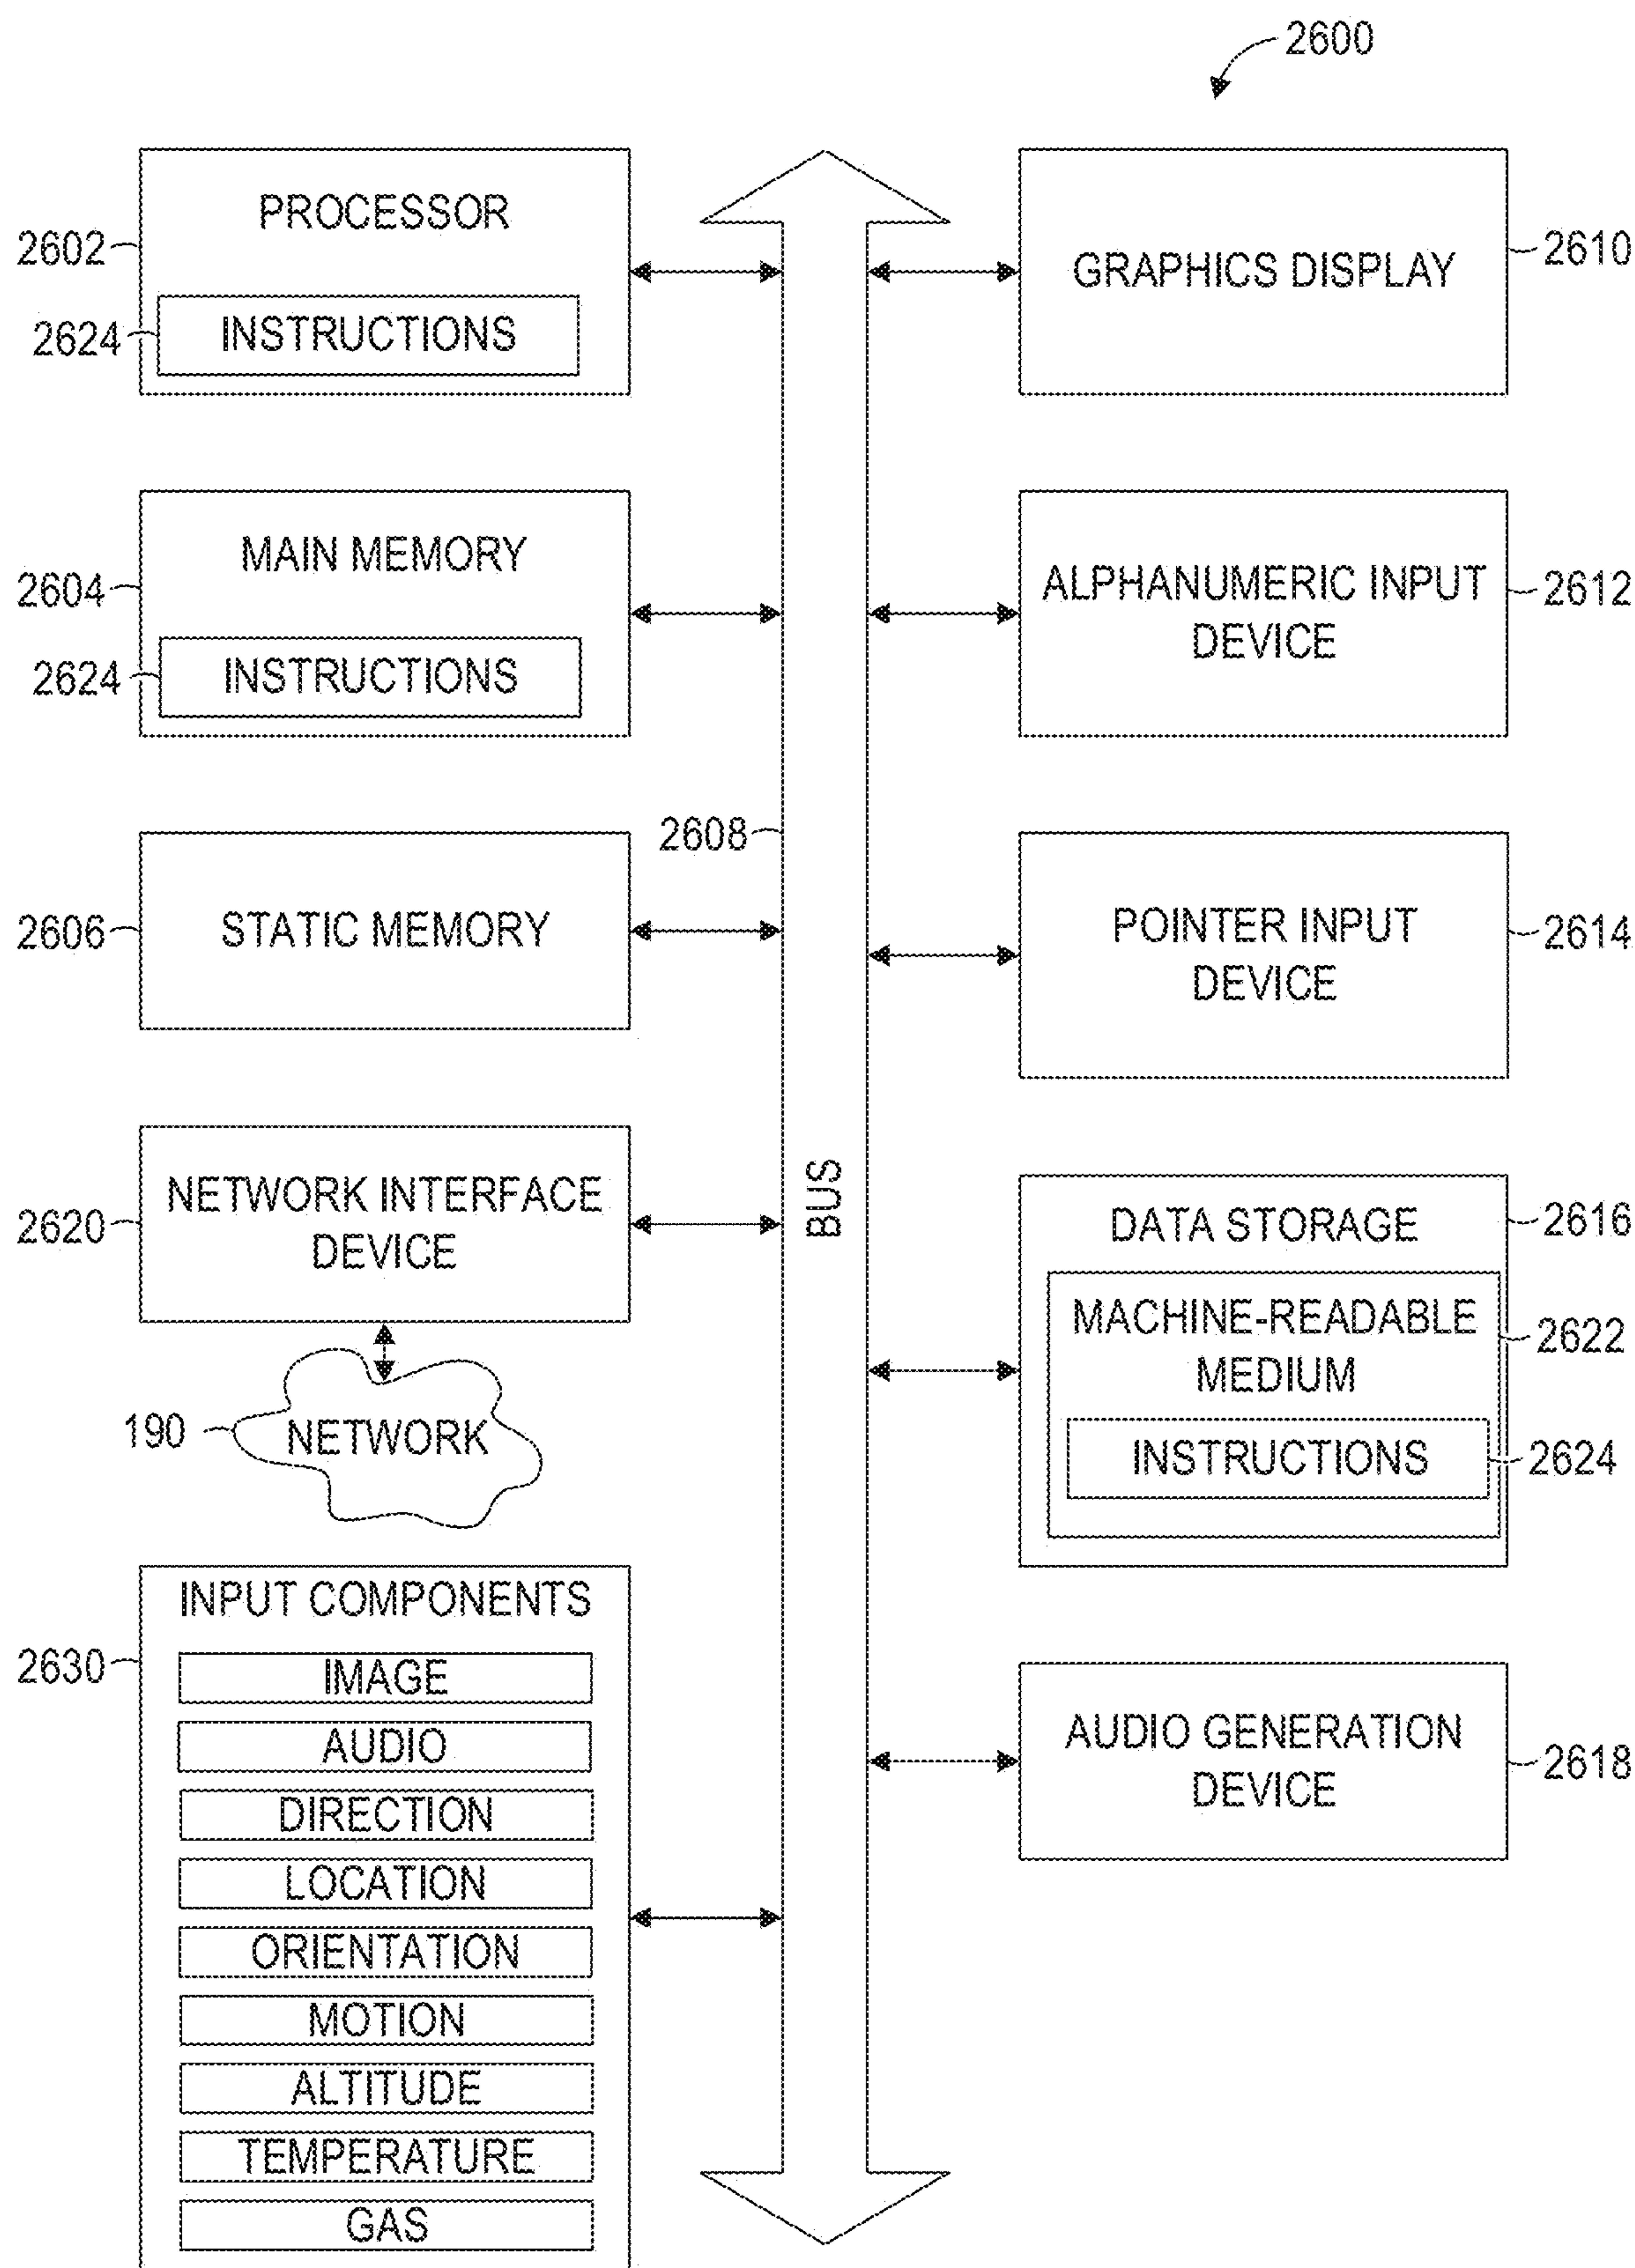 2600
PROCESSOR
2602
INSTRUCTIONS
2624
GRAPHICS DISPLAY
2610
MAIN MEMORY
2604
INSTRUCTIONS
2624
ALPHANUMERIC INPUT
DEVICE
2612
2608
STATIC MEMORY
2606
POINTER INPUT
DEVICE
2614
BUS
NETWORK INTERFACE
DEVICE
2620
NETWORK
190
DATA STORAGE
2616
MACHINE-READABLE
MEDIUM
2622
INSTRUCTIONS
2624
INPUT COMPONENTS
2630
IMAGE
AUDIO
DIRECTION
LOCATION
ORIENTATION
MOTION
ALTITUDE
TEMPERATURE
GAS
AUDIO GENERATION
DEVICE
2618